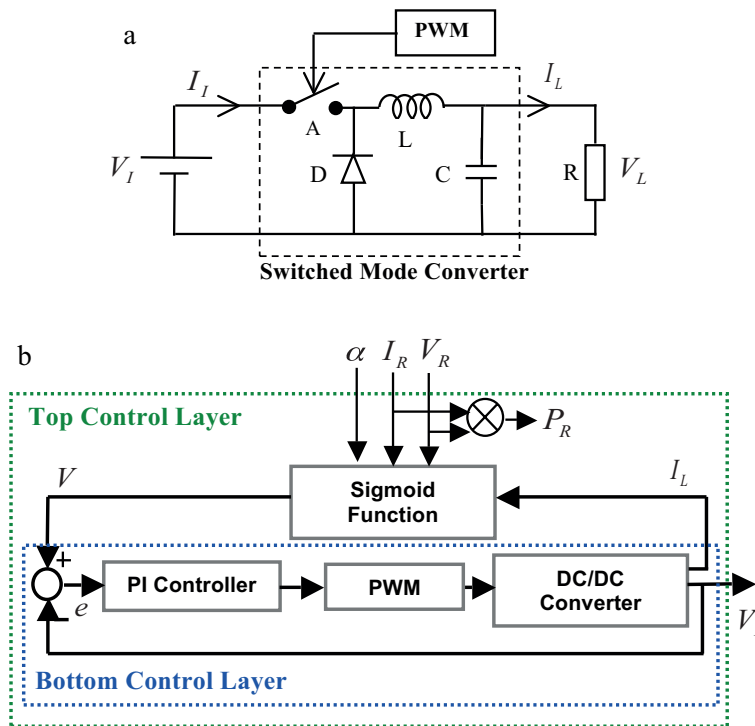 a
PWM
I_I
I_L
A
L
V_I
D
C
R
V_L
Switched Mode Converter
b
α
I_R
V_R
Top Control Layer
P_R
V
I_L
Sigmoid
Function
+
PI Controller
PWM
DC/DC
Converter
e
−
V
Bottom Control Layer